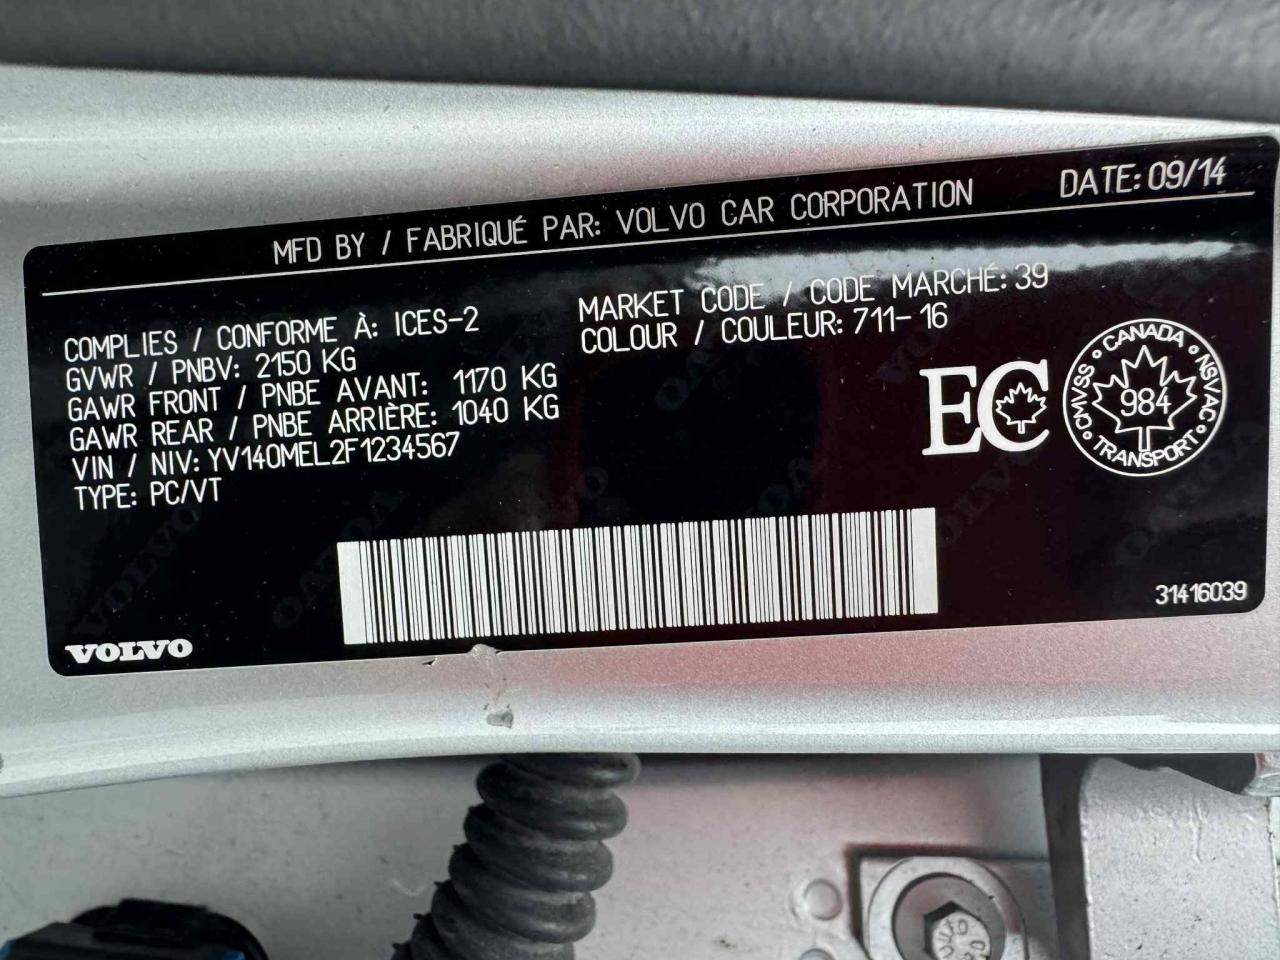 MFD BY / FABRIQUÉ PAR: VOLVO CAR CORPORATION DATE: 09/14
COMPLIES / CONFORME À: ICES-2
GVWR / PNBV: 2150 KG
GAWR FRONT / PNBE AVANT: 1170 KG
GAWR REAR / PNBE ARRIÈRE: 1040 KG
VIN / NIV: YV140MEL2F1234567
TYPE: PC/VT
MARKET CODE / CODE MARCHÉ: 39
COLOUR / COULEUR: 711-16
EC
CANADA
NSVAC
TRANSPORT
CMVSS
984
31416039
VOLVO